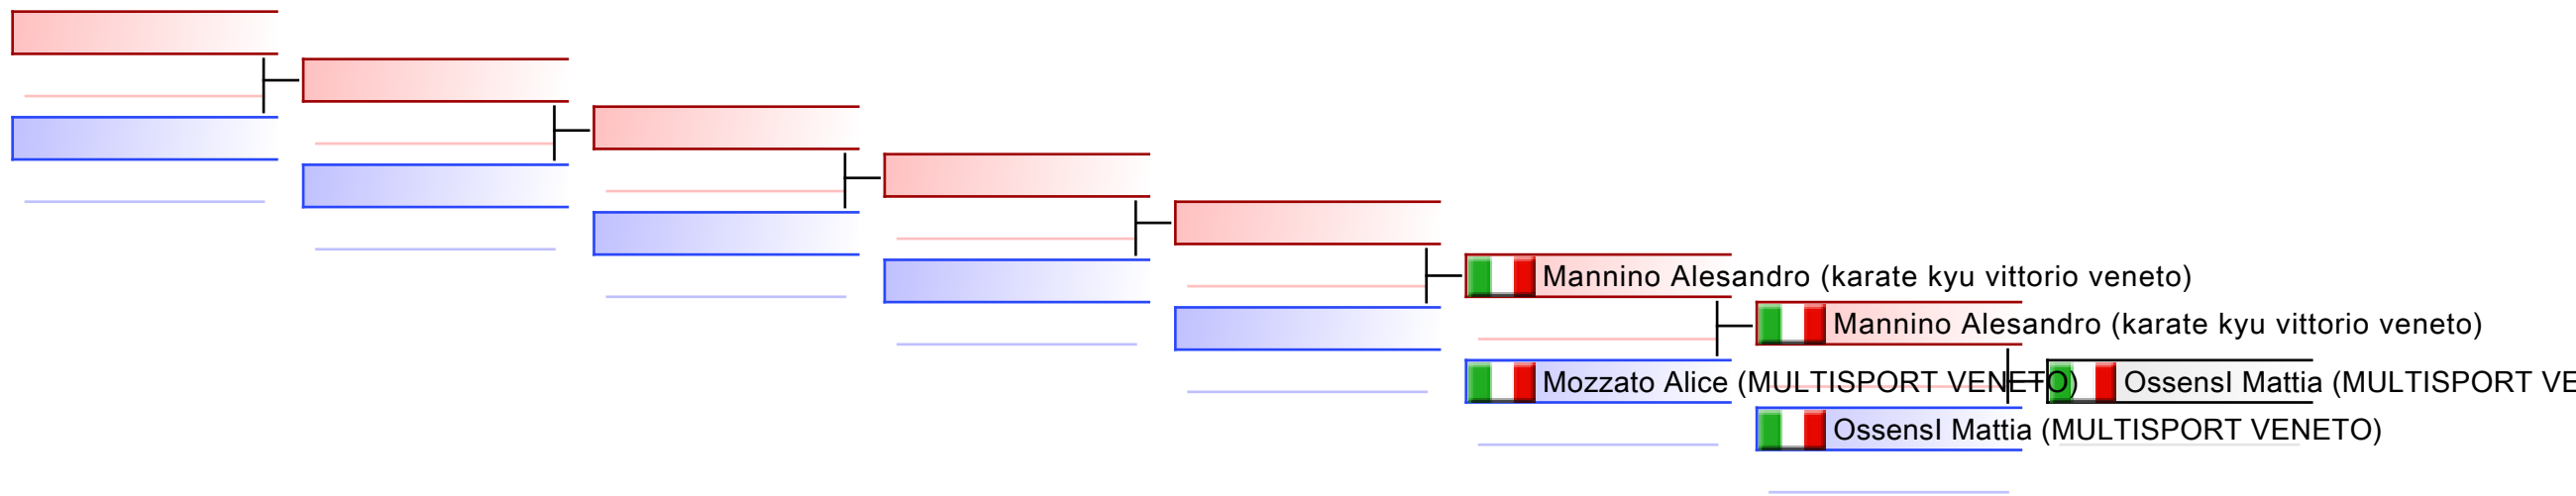 Mannino Alesandro (karate kyu vittorio veneto)
Mannino Alesandro (karate kyu vittorio veneto)
Mozzato Alice (MULTISPORT VENETO)
OssensI Mattia (MULTISPORT VE
OssensI Mattia (MULTISPORT VENETO)